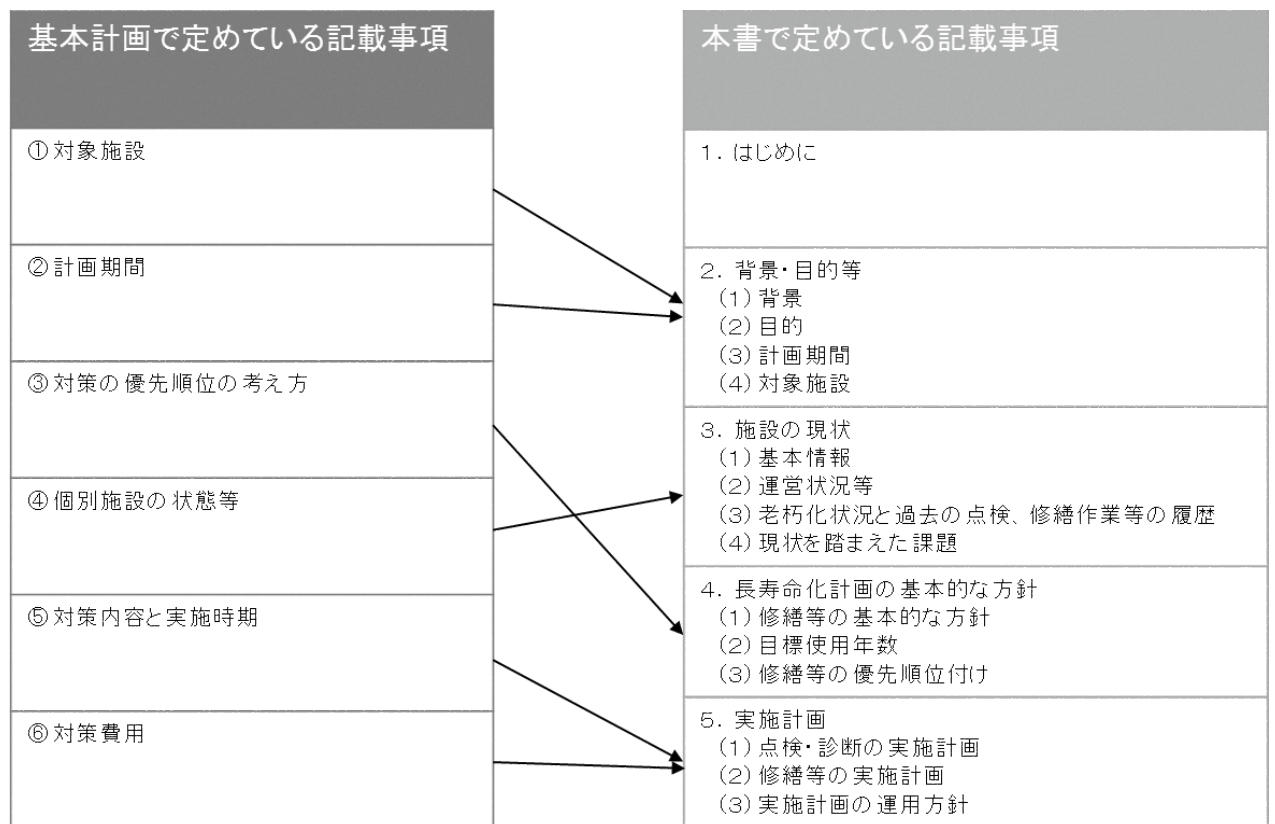 基本計画で定めている記載事項
①対象施設
②計画期間
③対策の優先順位の考え方
④個別施設の状態等
⑤対策内容と実施時期
⑥対策費用
本書で定めている記載事項
1．はじめに
2．背景・目的等
(1)背景
(2)目的
(3)計画期間
(4)対象施設
3．施設の現状
(1)基本情報
(2)運営状況等
(3)老朽化状況と過去の点検、修繕作業等の履歴
(4)現状を踏まえた課題
4．長寿命化計画の基本的な方針
(1)修繕等の基本的な方針
(2)目標使用年数
(3)修繕等の優先順位付け
5．実施計画
(1)点検・診断の実施計画
(2)修繕等の実施計画
(3)実施計画の運用方針